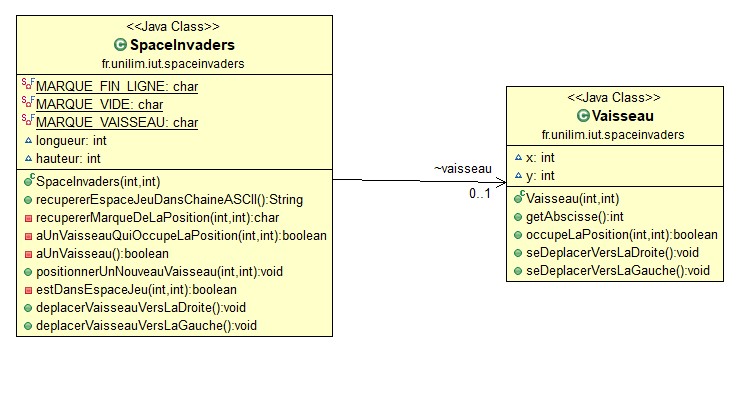 <<Java Class>>
SpaceInvaders
fr.unilim.iut.spaceinvaders
MARQUE_FIN_LIGNE: char
MARQUE_VIDE: char
MARQUE_VAISSEAU: char
longueur: int
hauteur: int
SpaceInvaders(int,int)
recupererEspaceJeuDansChaineASCII():String
recupererMarqueDeLaPosition(int,int):char
aUnVaisseauQuiOccupeLaPosition(int,int):boolean
aUnVaisseau():boolean
positionnerUnNouveauVaisseau(int,int):void
estDansEspaceJeu(int,int):boolean
deplacerVaisseauVersLaDroite():void
deplacerVaisseauVersLaGauche():void
~vaisseau
0..1
<<Java Class>>
Vaisseau
fr.unilim.iut.spaceinvaders
x: int
y: int
Vaisseau(int,int)
getAbscisse():int
occupeLaPosition(int,int):boolean
seDeplacerVersLaDroite():void
seDeplacerVersLaGauche():void